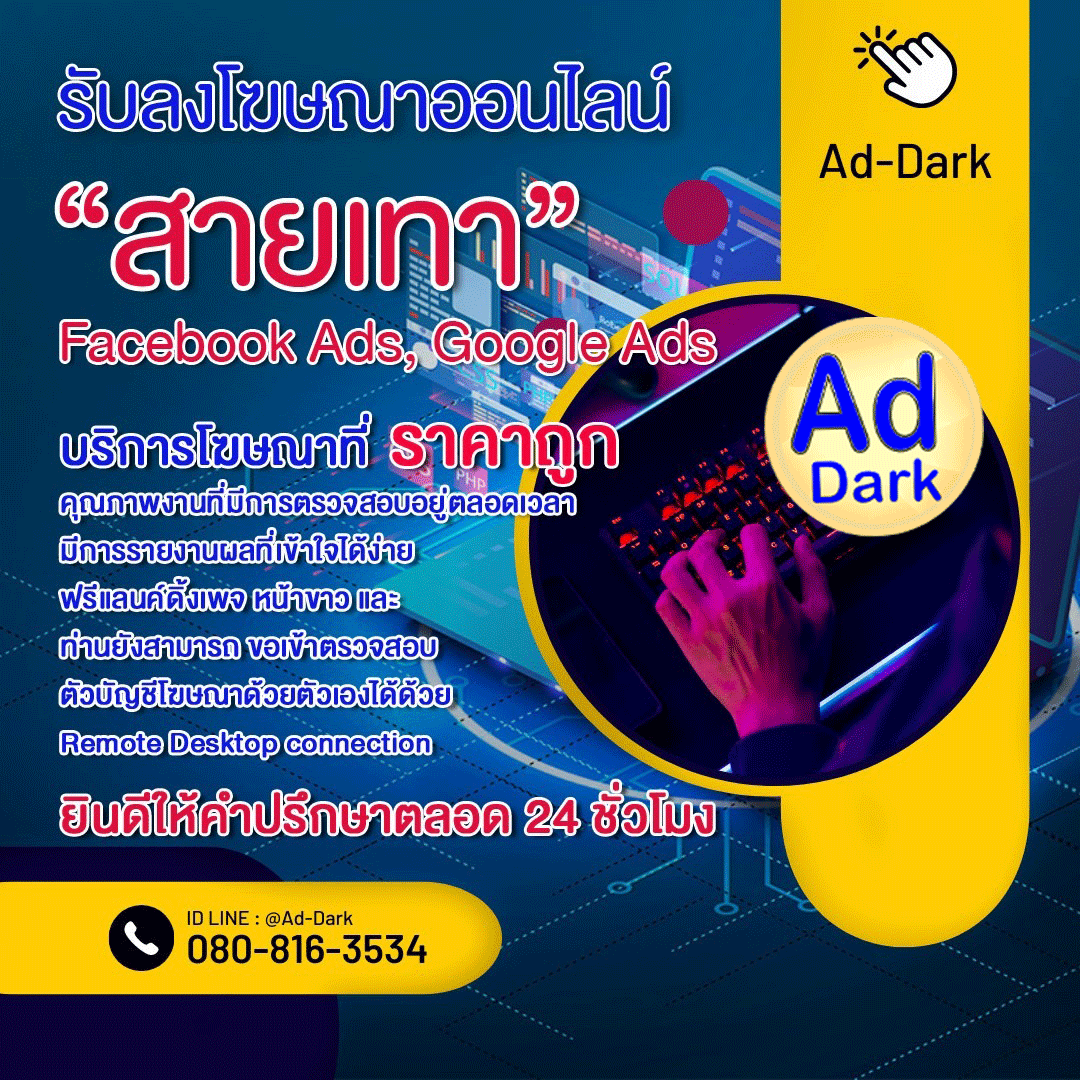 รับลงโฆษณาออนไลน์
“สายเทา”
Facebook Ads, Google Ads
บริการโฆษณาที่ ราคาถูก
คุณภาพงานที่มีการตรวจสอบอยู่ตลอดเวลา
มีการรายงานผลที่เข้าใจได้ง่าย
ฟรีแลนค์ดิ้งเพจ หน้าขาว และ
ท่านยังสามารถ ขอเข้าตรวจสอบ
ตัวบัญชีโฆษณาด้วยตัวเองได้ด้วย
Remote Desktop connection
ยินดีให้คำปรึกษาตลอด 24 ชั่วโมง
ID LINE : @Ad-Dark
080-816-3534
Ad-Dark
Ad
Dark
PHP